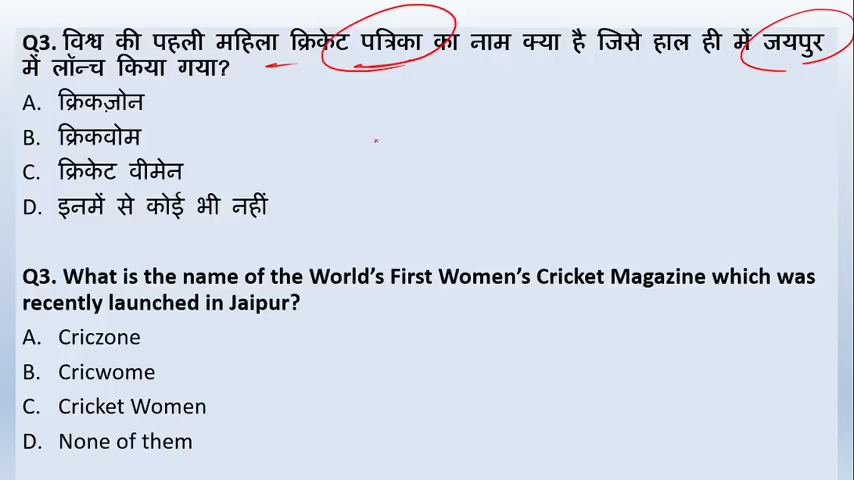 Q3. विश्व की पहली महिला क्रिकेट पत्रिका का नाम क्या है जिसे हाल ही में जयपुर
में लॉन्च किया गया?
A. क्रिकज़ोन
B. क्रिकवोम
C. क्रिकेट वीमेन
D. इनमें से कोई भी नहीं
Q3. What is the name of the World's First Women's Cricket Magazine which was
recently launched in Jaipur?
A. Criczone
B. Cricwome
C. Cricket Women
D. None of them